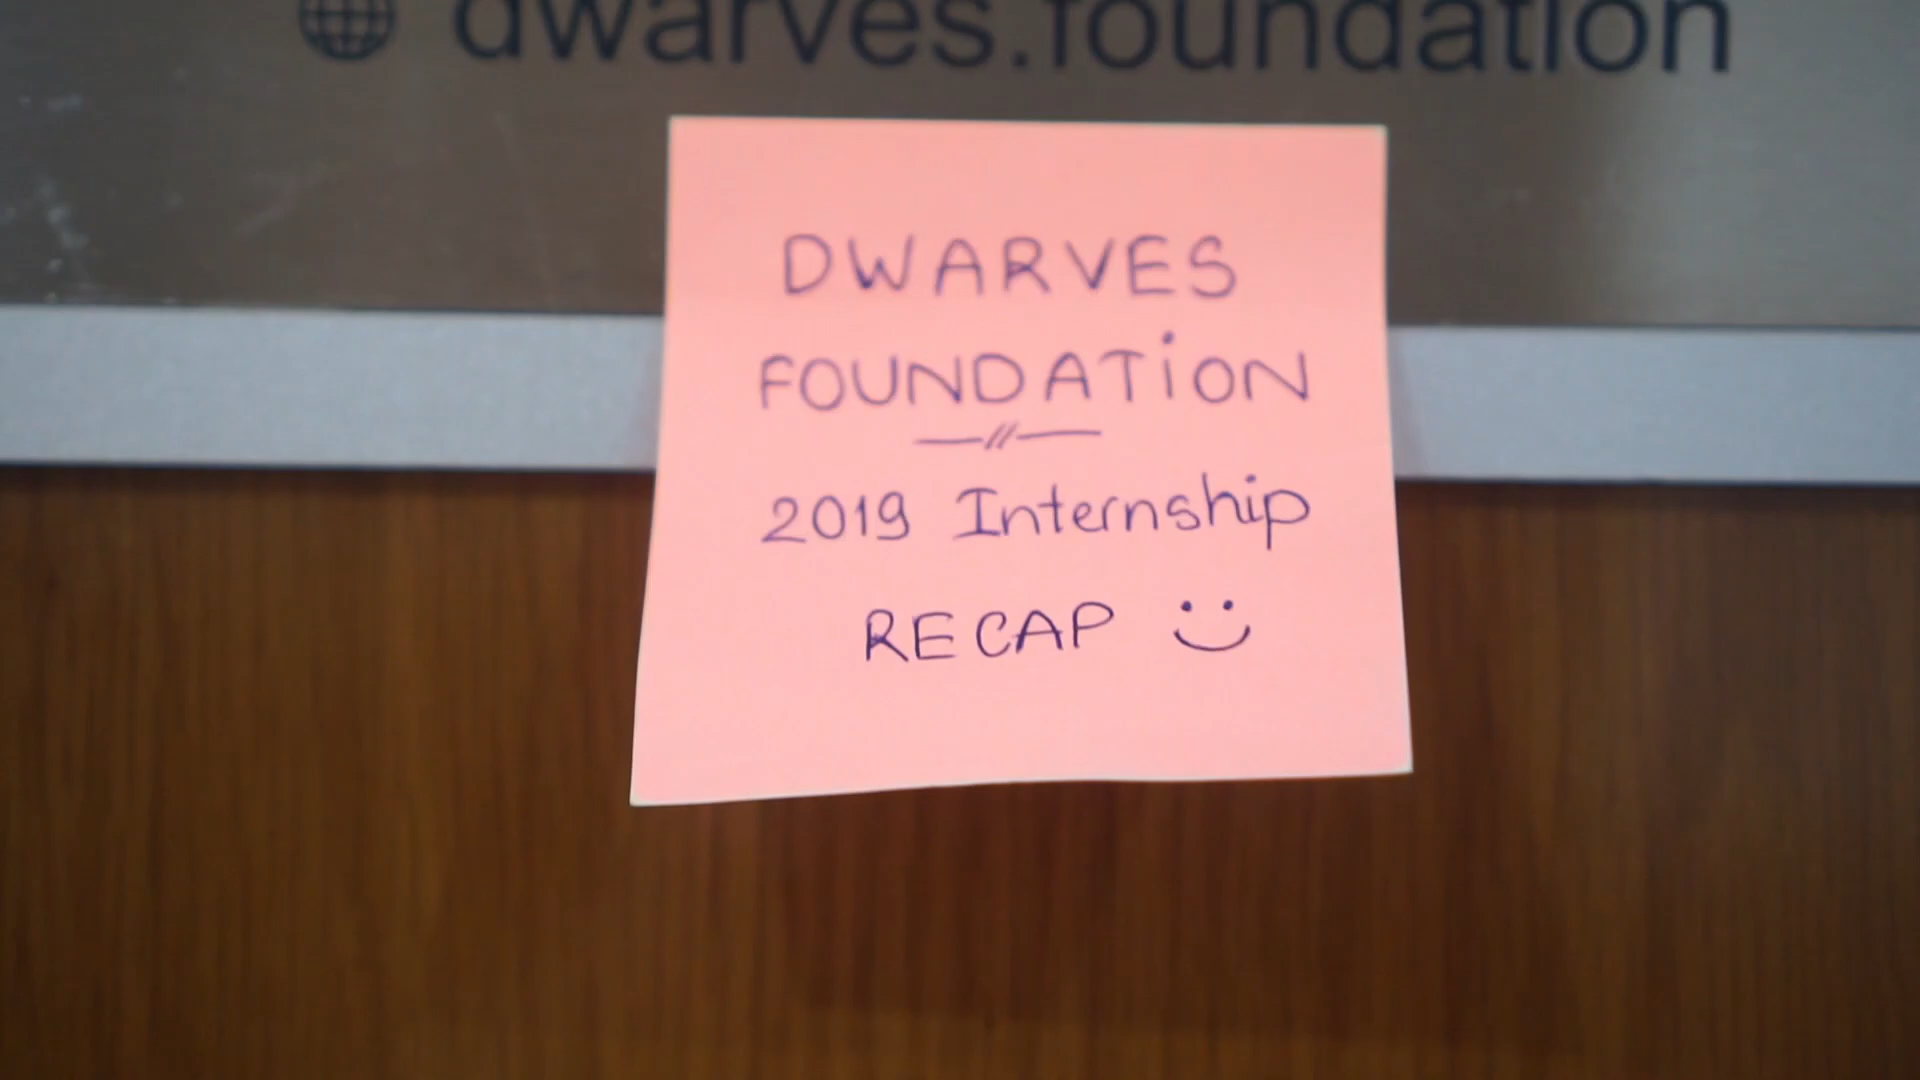 dwarves.foundation
DWARVES
FOUNDATiON
2019 Internship
RECAP